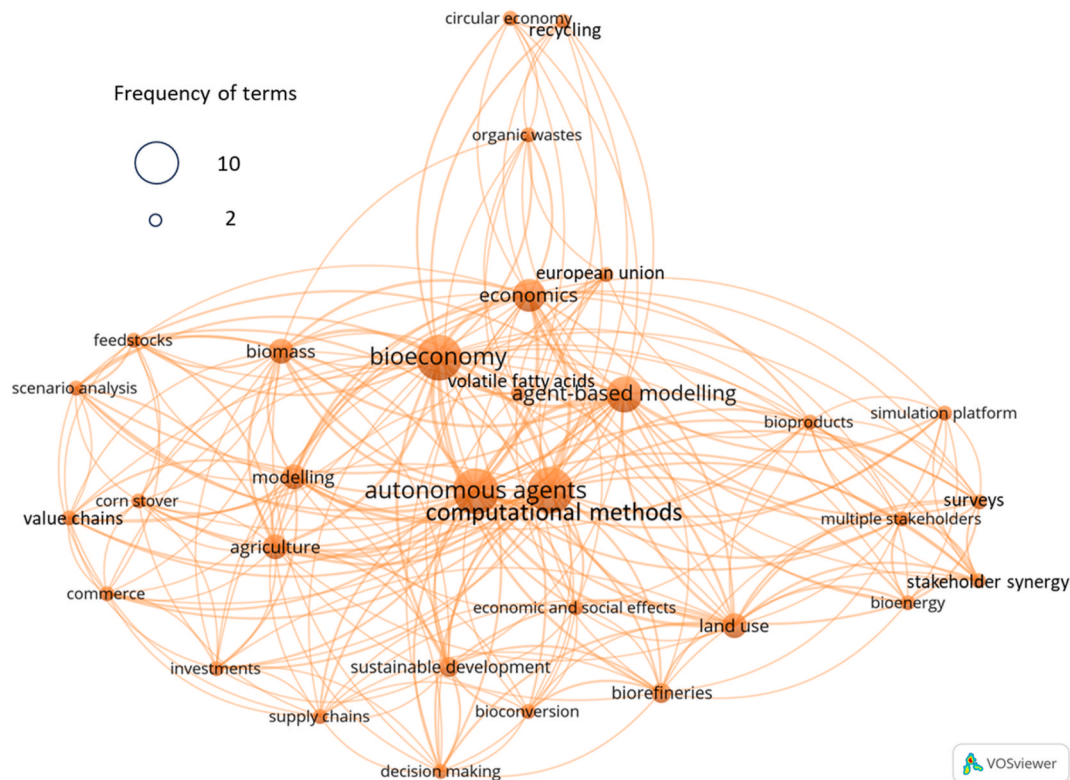 circular economy
recycling
Frequency of terms
organic wastes
10
2
european union
economics
feedstocks
biomass
bioeconomy
volatile fatty acids
scenario analysis
agent-based modelling
simulation platform
bioproducts
modelling
autonomous agents
corn stover
surveys
computational methods
value chains
multiple stakeholders
agriculture
stakeholder synergy
commerce
bioenergy
economic and social effects
land use
investments
sustainable development
biorefineries
supply chains
bioconversion
decision making
VOSviewer